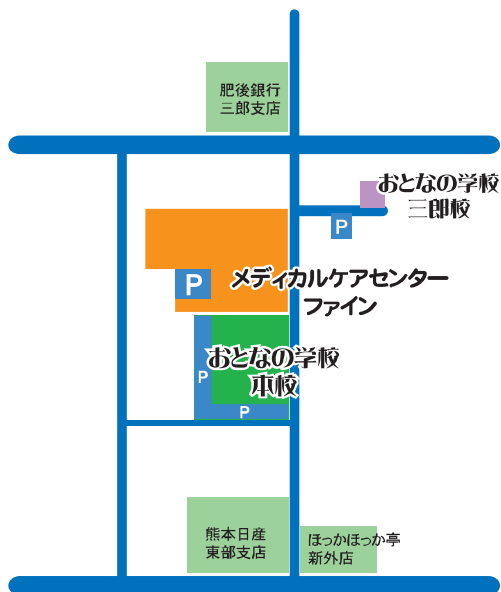 肥後銀行
三郎支店
おとなの学校
三郎校
P
P
メディカルケアセンター
ファイン
おとなの学校
本校
P
P
熊本日産
東部支店
ほっかほっか亭
新外店